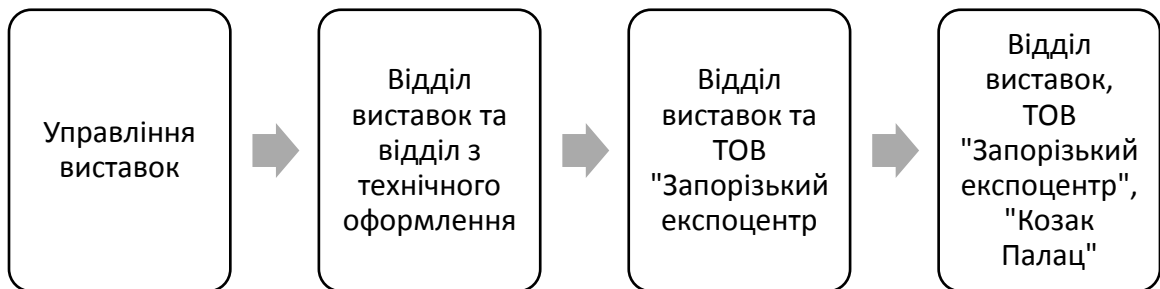 Управління
виставок
Відділ
виставок та
відділ з
технічного
оформлення
Відділ
виставок та
ТОВ
"Запорізький
експоцентр
Відділ
виставок,
ТОВ
"Запорізький
експоцентр",
"Козак
Палац"